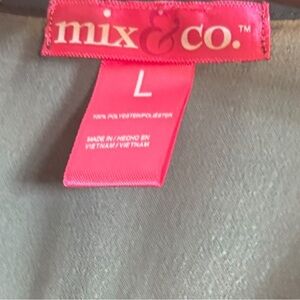 mix&co.™
L
100% POLYESTER/POLIÉSTER
MADE IN / HECHO EN
VIETNAM / VIETNAM